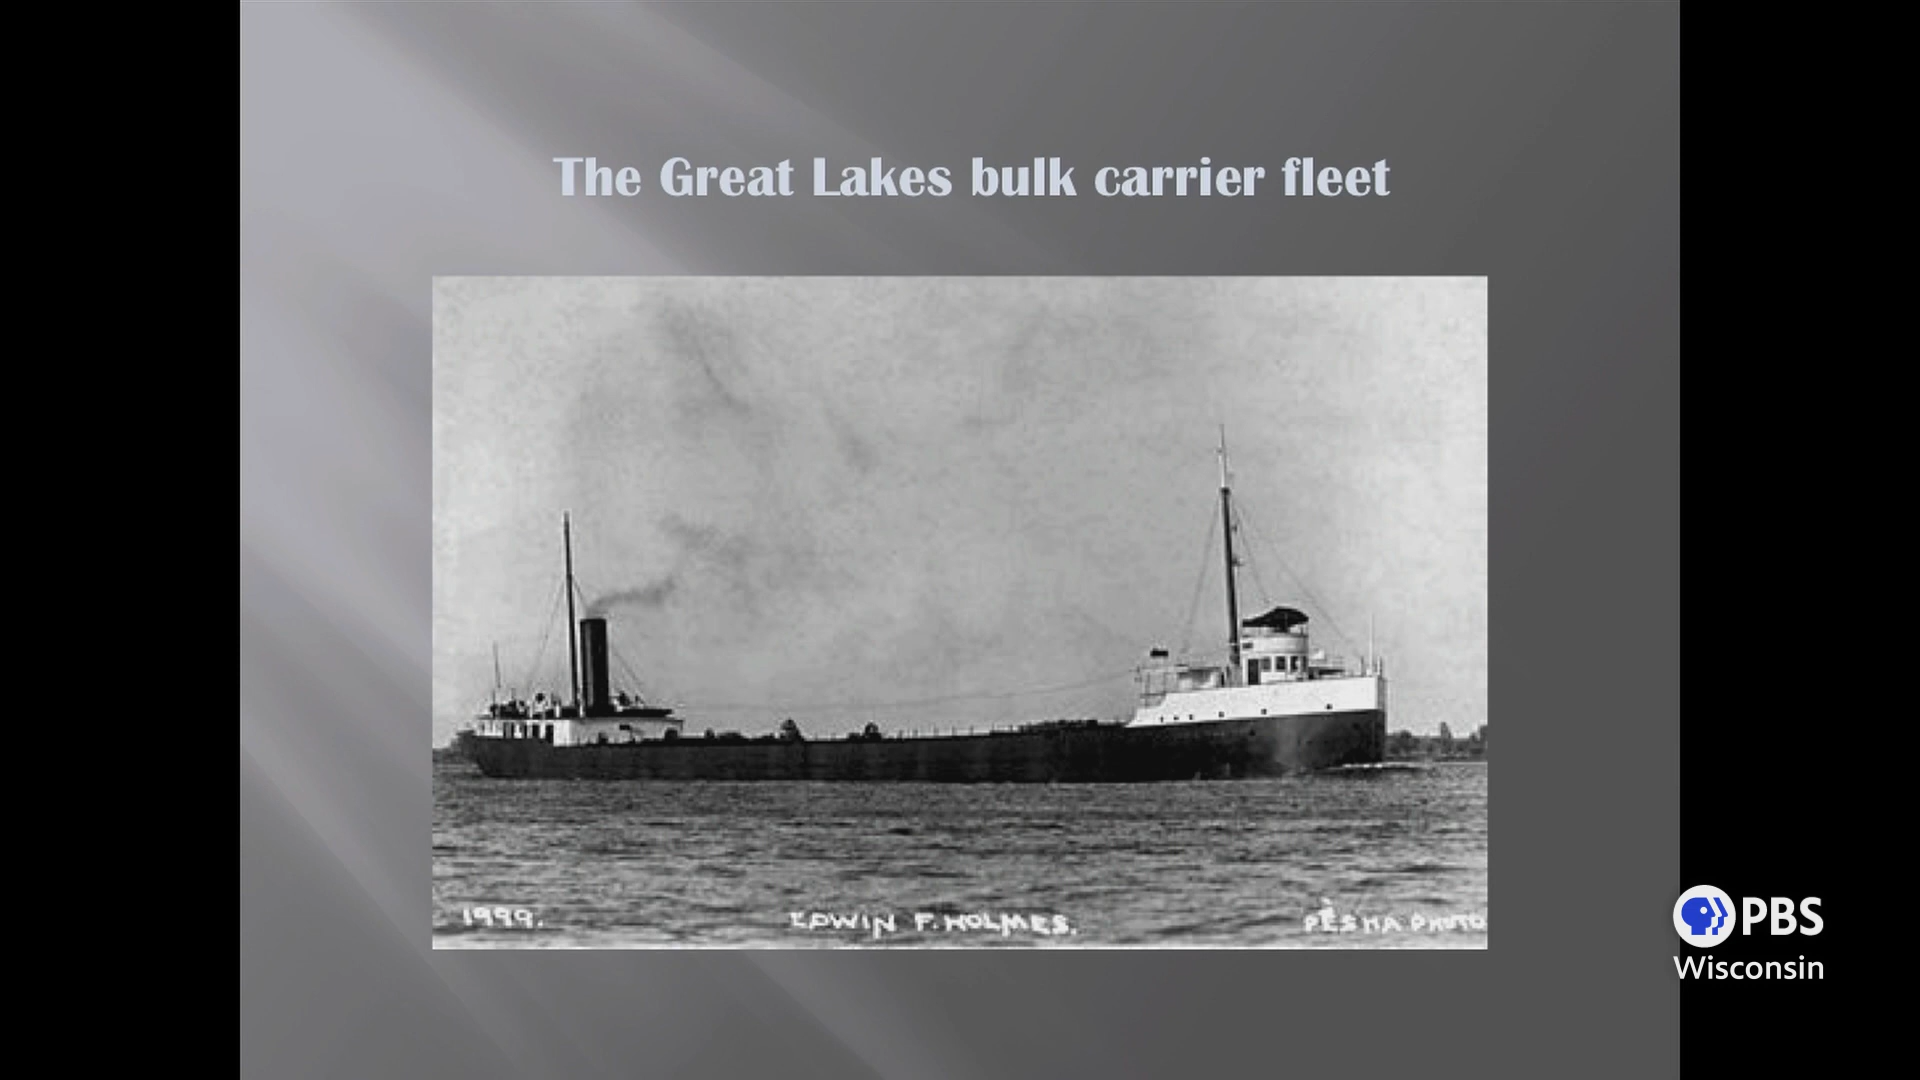 The Great Lakes bulk carrier fleet
1999.
EDWIN F. HOLMES.
PESHA PHOTO
PBS
Wisconsin